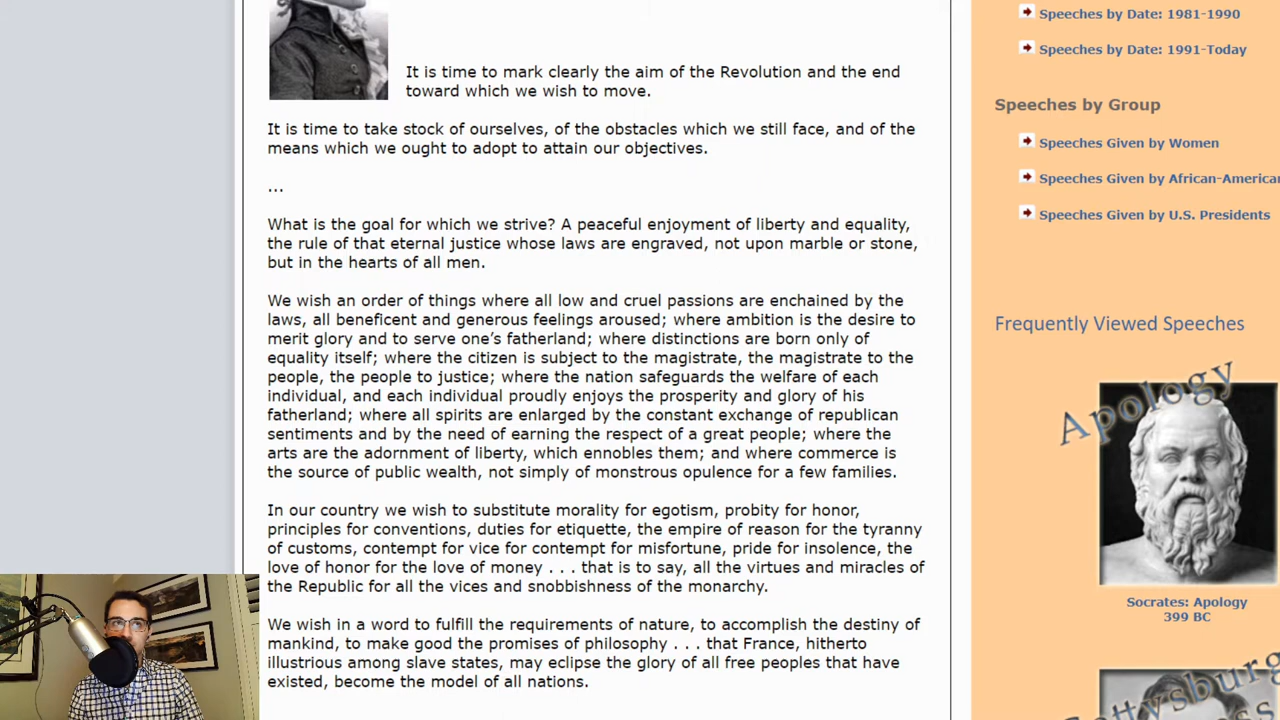 It is time to mark clearly the aim of the Revolution and the end
toward which we wish to move.
It is time to take stock of ourselves, of the obstacles which we still face, and of the
means which we ought to adopt to attain our objectives.
...
What is the goal for which we strive? A peaceful enjoyment of liberty and equality,
the rule of that eternal justice whose laws are engraved, not upon marble or stone,
but in the hearts of all men.
We wish an order of things where all low and cruel passions are enchained by the
laws, all beneficent and generous feelings aroused; where ambition is the desire to
merit glory and to serve one’s fatherland; where distinctions are born only of
equality itself; where the citizen is subject to the magistrate, the magistrate to the
people, the people to justice; where the nation safeguards the welfare of each
individual, and each individual proudly enjoys the prosperity and glory of his
fatherland; where all spirits are enlarged by the constant exchange of republican
sentiments and by the need of earning the respect of a great people; where the
arts are the adornment of liberty, which ennobles them; and where commerce is
the source of public wealth, not simply of monstrous opulence for a few families.
In our country we wish to substitute morality for egotism, probity for honor,
principles for conventions, duties for etiquette, the empire of reason for the tyranny
of customs, contempt for vice for contempt for misfortune, pride for insolence, the
love of honor for the love of money . . . that is to say, all the virtues and miracles of
the Republic for all the vices and snobbishness of the monarchy.
We wish in a word to fulfill the requirements of nature, to accomplish the destiny of
mankind, to make good the promises of philosophy . . . that France, hitherto
illustrious among slave states, may eclipse the glory of all free peoples that have
existed, become the model of all nations.
Speeches by Date: 1981-1990
Speeches by Date: 1991-Today
Speeches by Group
Speeches Given by Women
Speeches Given by African-American
Speeches Given by U.S. Presidents
Frequently Viewed Speeches
Apology
Socrates: Apology
399 BC
Gettysburg